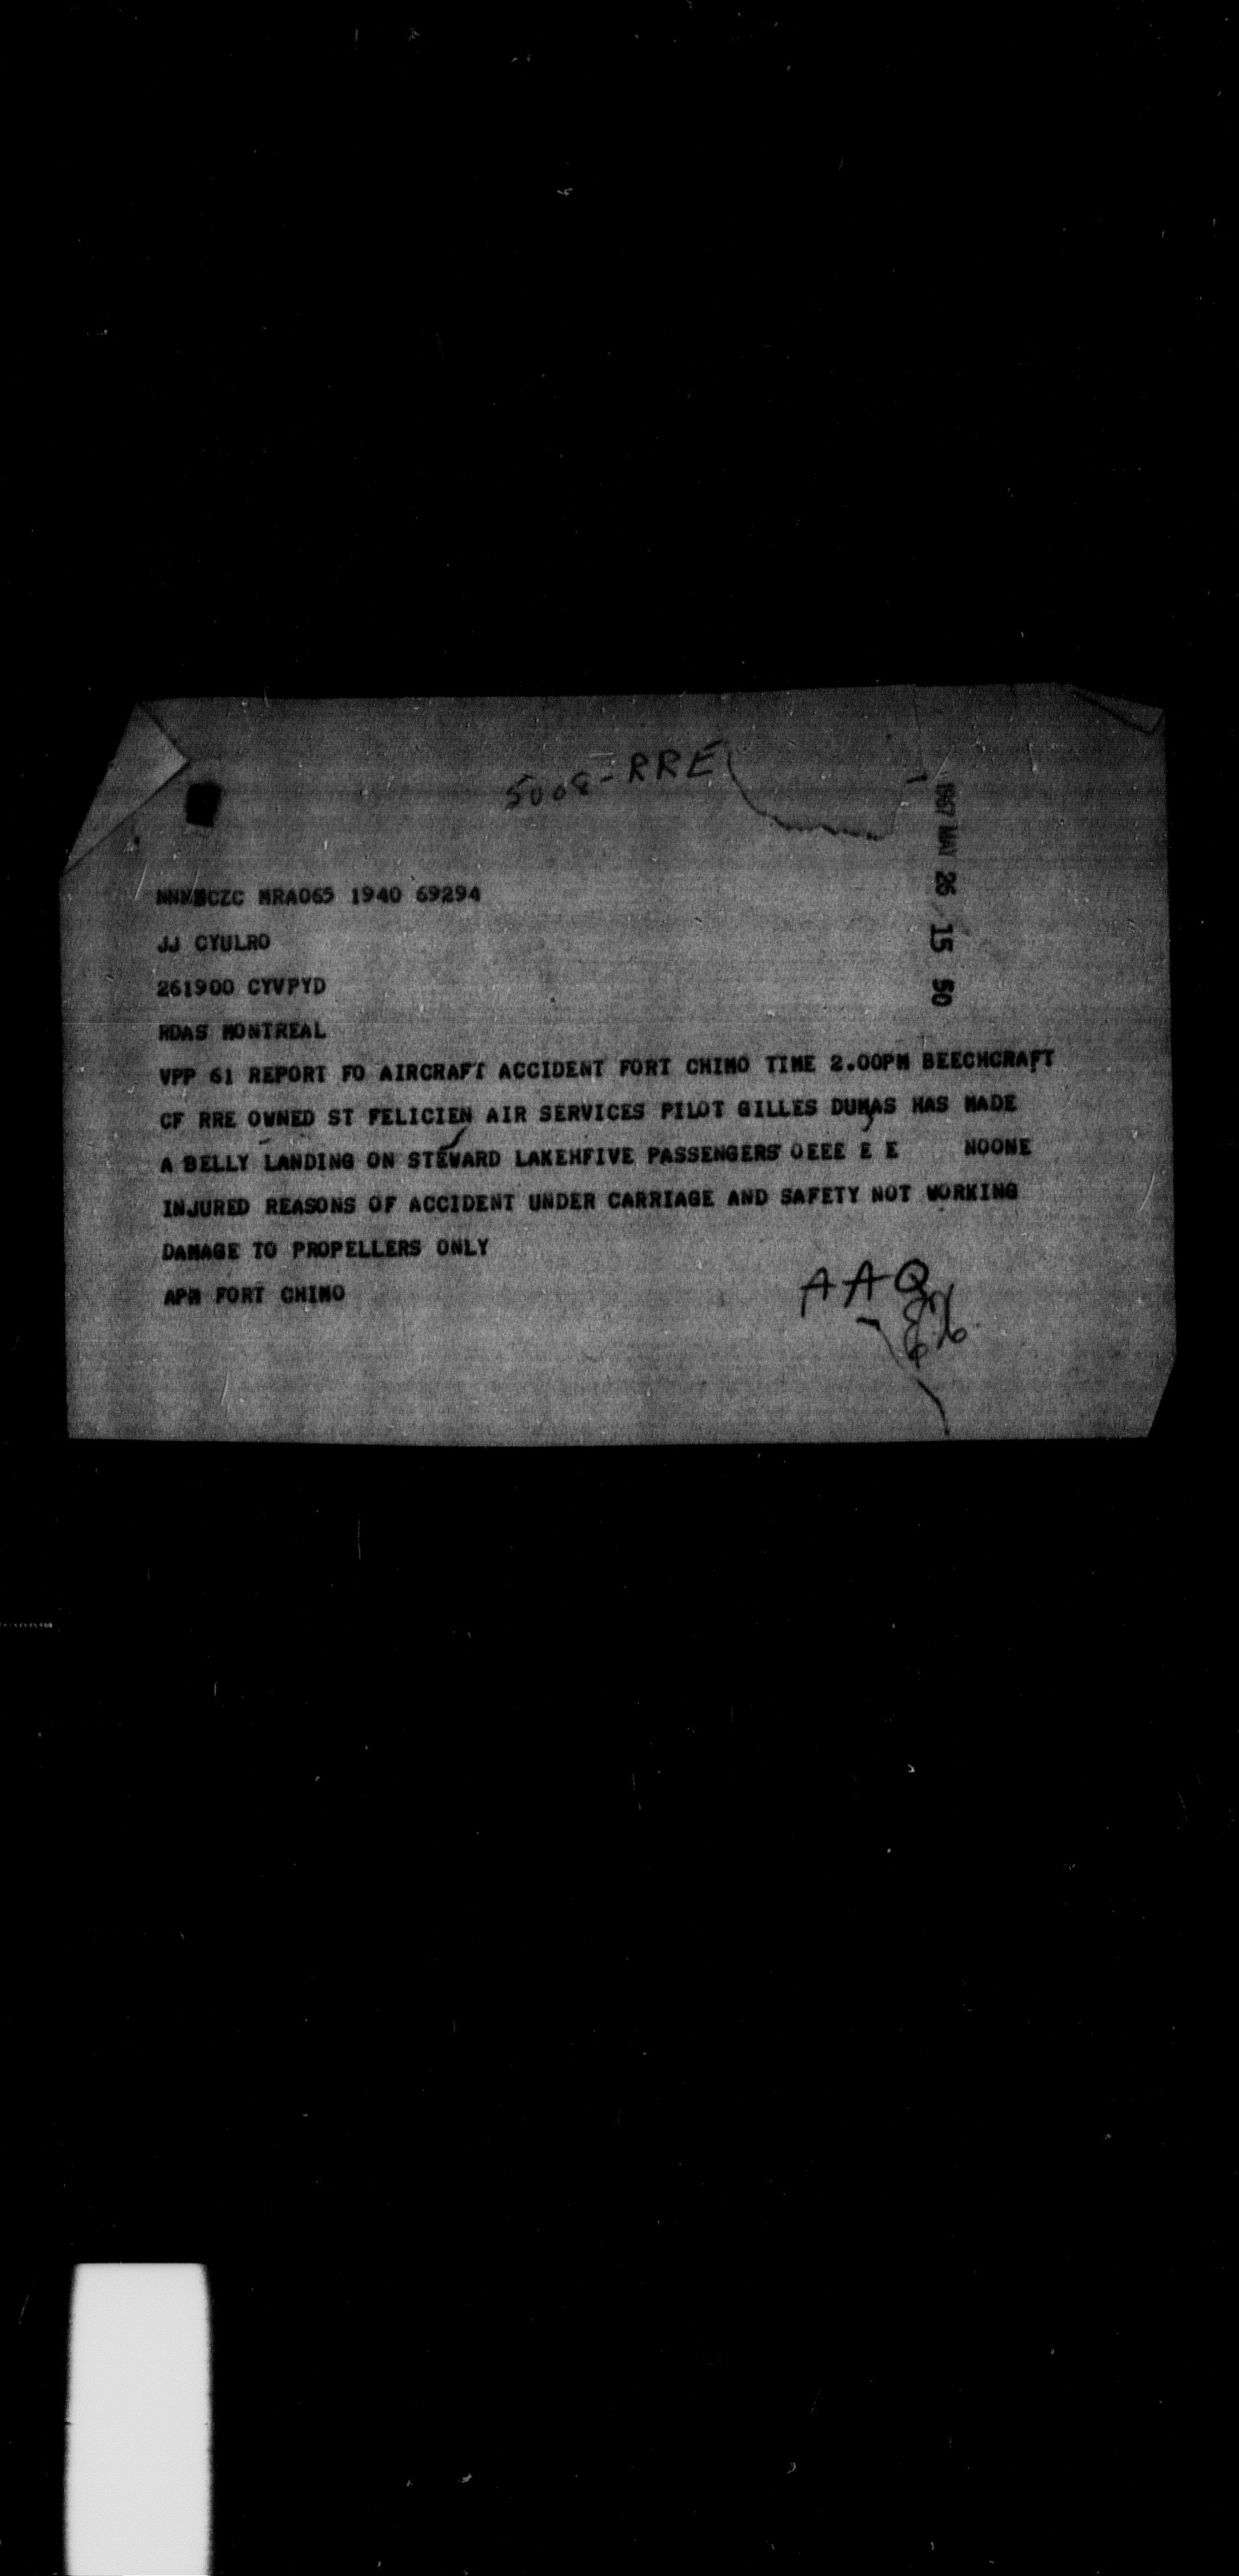 5008-RRE
1967 MAY 26 15 50
NNNNCZC MRA065 1940 69294
JJ CYULRO
261900 CYVPYD
RDAS MONTREAL
VPP 61 REPORT FO AIRCRAFT ACCIDENT FORT CHIMO TIME 2.00PM BEECHCRAFT
CF RRE OWNED ST FELICIEN AIR SERVICES PILOT GILLES DUMAS HAS MADE
A BELLY LANDING ON STEWARD LAKEHFIVE PASSENGERS OEEE E E NOONE
INJURED REASONS OF ACCIDENT UNDER CARRIAGE AND SAFETY NOT WORKING
DAMAGE TO PROPELLERS ONLY
APM FORT CHIMO
AAQ